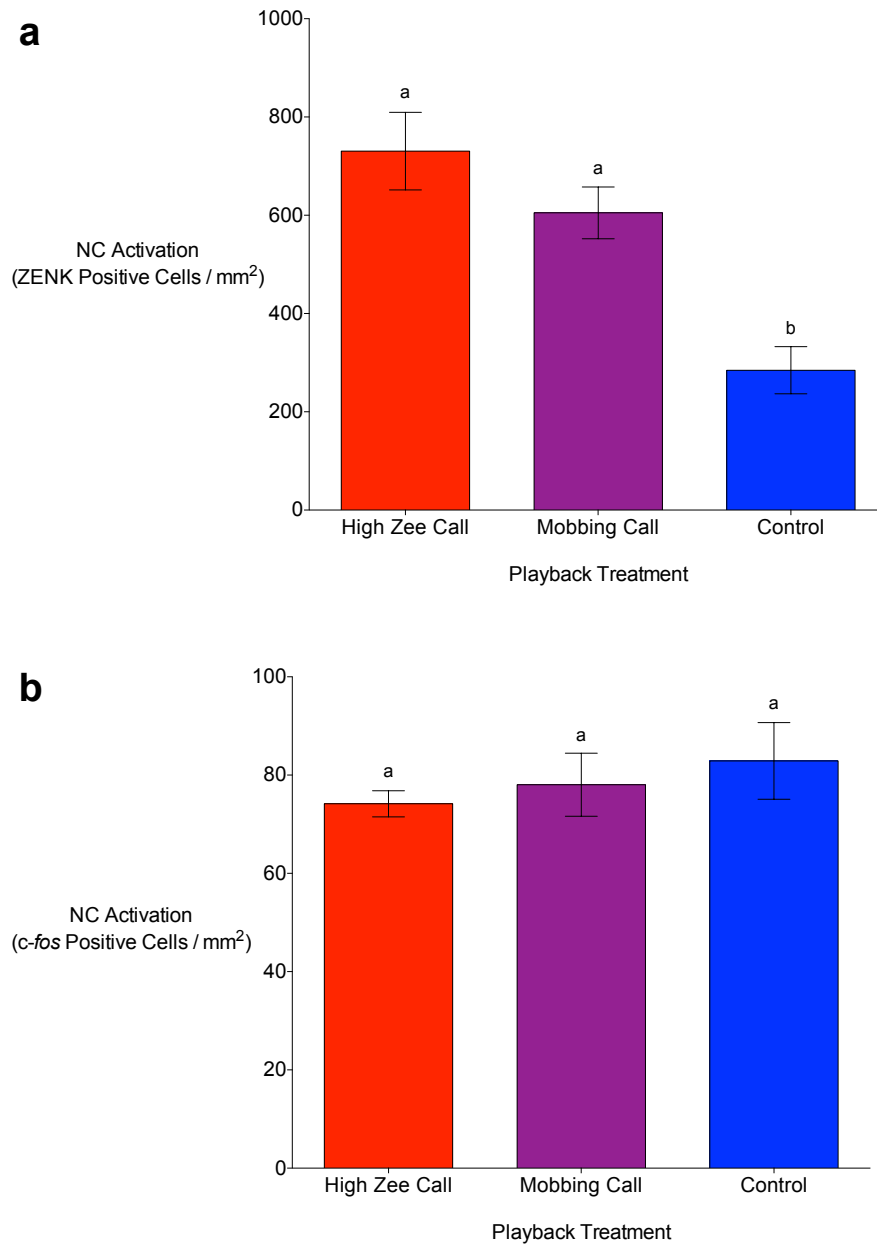 a
1000
800
600
400
200
0
a
a
b
NC Activation
(ZENK Positive Cells / mm²)
High Zee Call Mobbing Call Control
Playback Treatment
b
100
80
60
40
20
0
a
a
a
NC Activation
(c-fos Positive Cells / mm²)
High Zee Call Mobbing Call Control
Playback Treatment